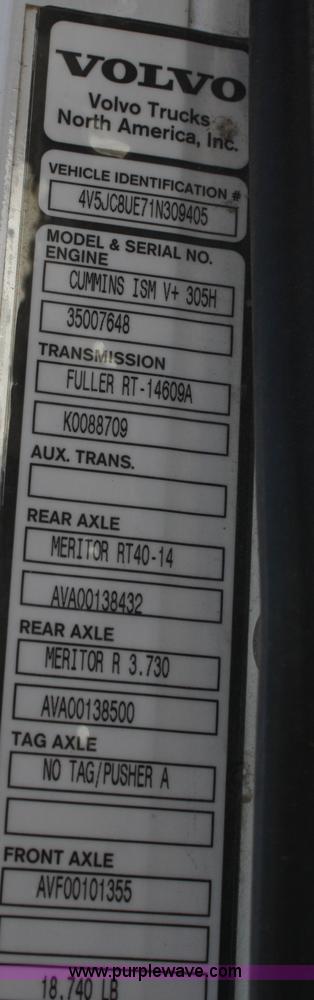 VOLVO
Volvo Trucks
North America, Inc.
VEHICLE IDENTIFICATION #
4V5JC8UE71N309405
MODEL & SERIAL NO.
ENGINE
CUMMINS ISM V+ 305H
35007648
TRANSMISSION
FULLER RT-14609A
K0088709
AUX. TRANS.
REAR AXLE
MERITOR RT40-14
AVA00138432
REAR AXLE
MERITOR R 3.730
AVA00138500
TAG AXLE
NO TAG/PUSHER A
FRONT AXLE
AVF00101355
www.purplewave.com
18,740 LB